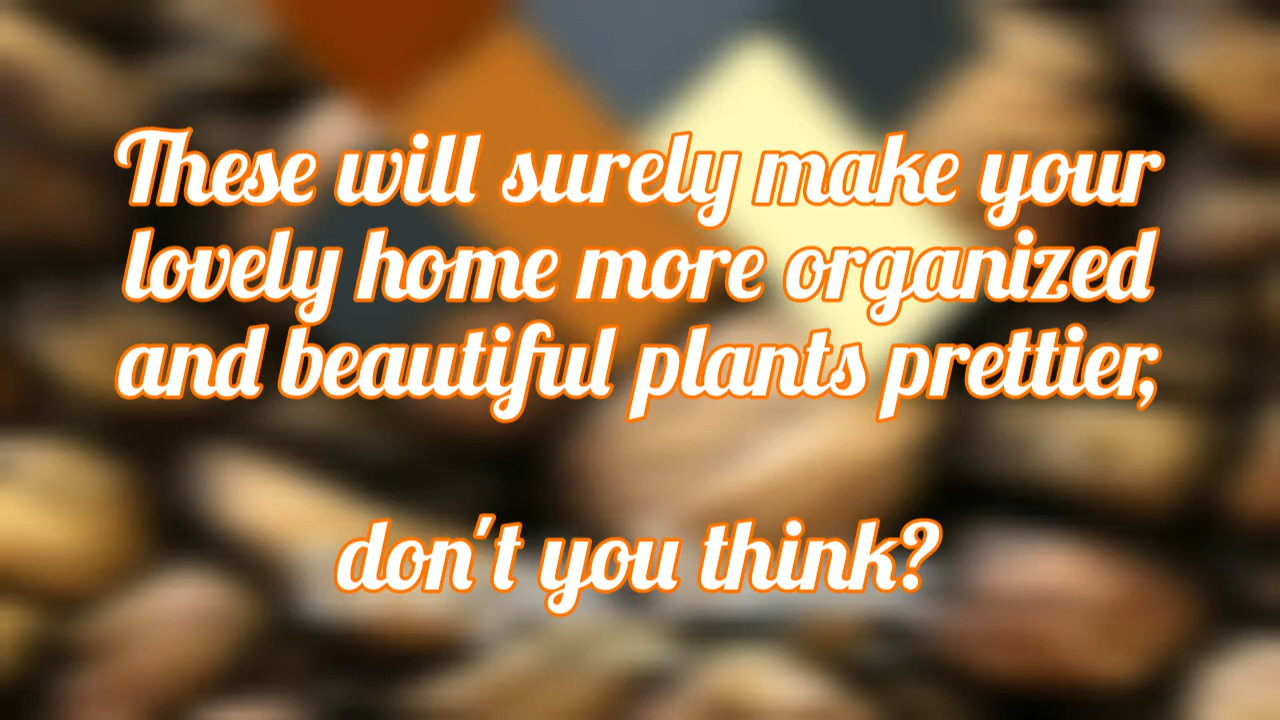 These will surely make your
lovely home more organized
and beautiful plants prettier,
don't you think?